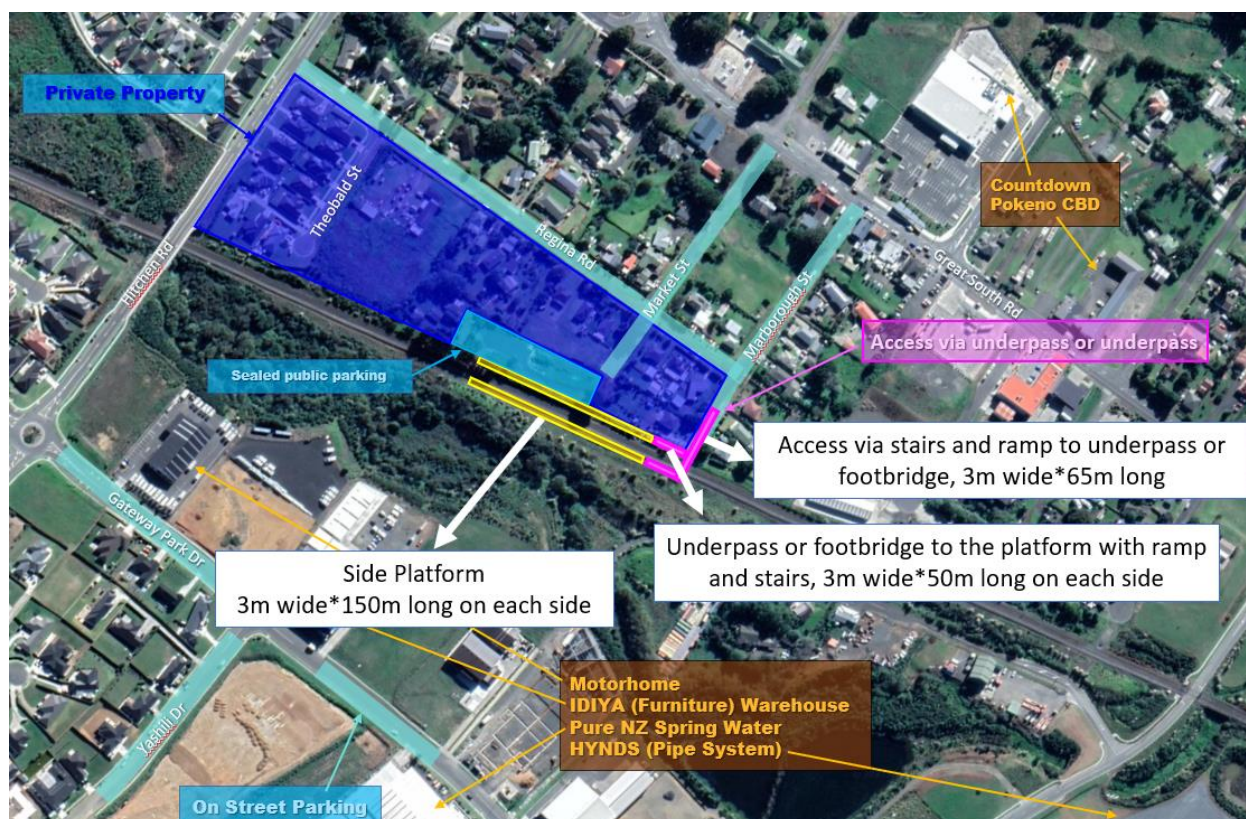 Private Property
Theobald St
Hitchen Rd
Regina Rd
Market St
Marborough St
Great South Rd
Countdown
Pokeno CBD
Access via underpass or underpass
Sealed public parking
Access via stairs and ramp to underpass or
footbridge, 3m wide*65m long
Underpass or footbridge to the platform with ramp
and stairs, 3m wide*50m long on each side
Side Platform
3m wide*150m long on each side
Gateway Park Dr
Yashili Dr
Motorhome
IDIYA (Furniture) Warehouse
Pure NZ Spring Water
HYNDS (Pipe System)
On Street Parking